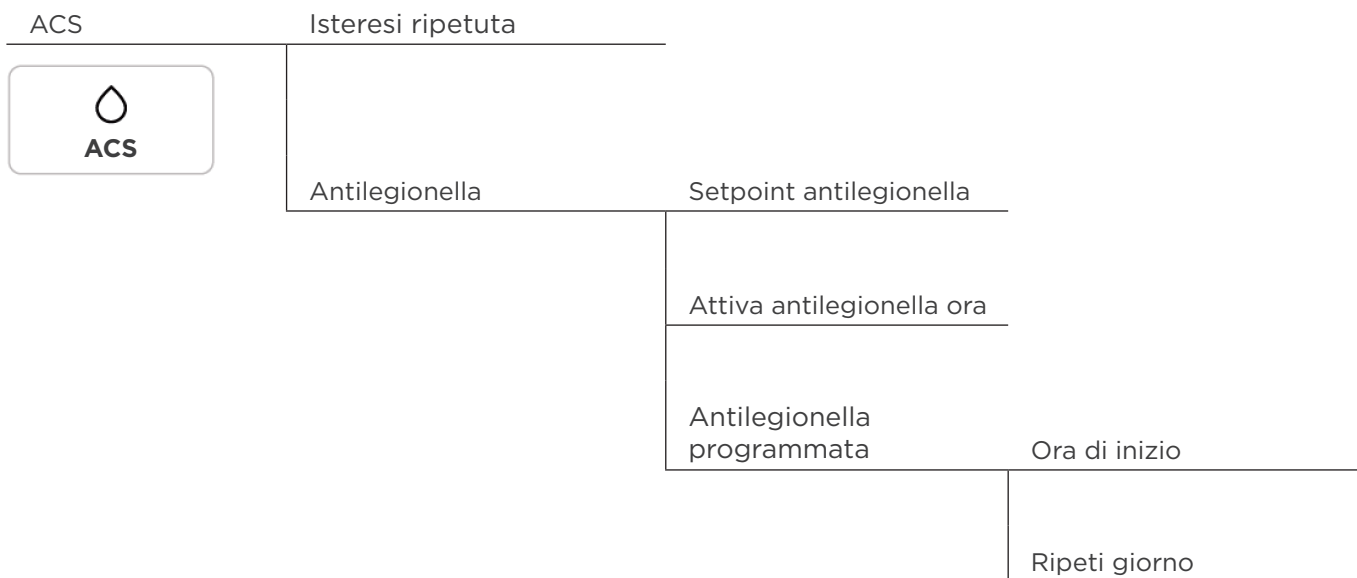 ACS
Isteresi ripetuta
ACS
Antilegionella
Setpoint antilegionella
Attiva antilegionella ora
Antilegionella
programmata
Ora di inizio
Ripeti giorno